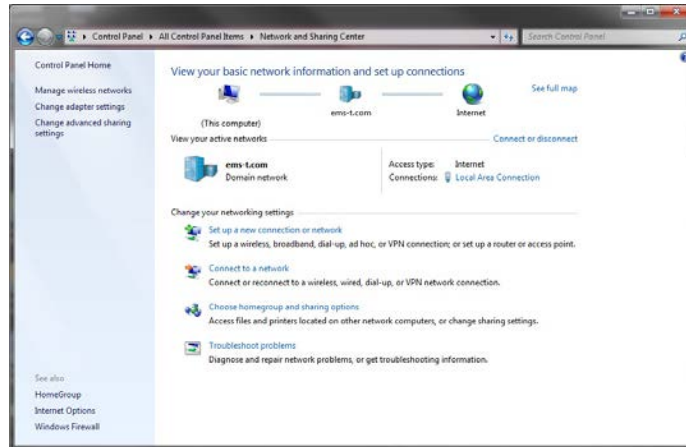 Control Panel ▸ All Control Panel Items ▸ Network and Sharing Center
Search Control Panel
Control Panel Home
Manage wireless networks
Change adapter settings
Change advanced sharing
settings
See also
HomeGroup
Internet Options
Windows Firewall
View your basic network information and set up connections
See full map
(This computer)
ems-t.com
Internet
View your active networks
Connect or disconnect
ems-t.com
Domain network
Access type: Internet
Connections: Local Area Connection
Change your networking settings
Set up a new connection or network
Set up a wireless, broadband, dial-up, ad hoc, or VPN connection; or set up a router or access point.
Connect to a network
Connect or reconnect to a wireless, wired, dial-up, or VPN network connection.
Choose homegroup and sharing options
Access files and printers located on other network computers, or change sharing settings.
Troubleshoot problems
Diagnose and repair network problems, or get troubleshooting information.